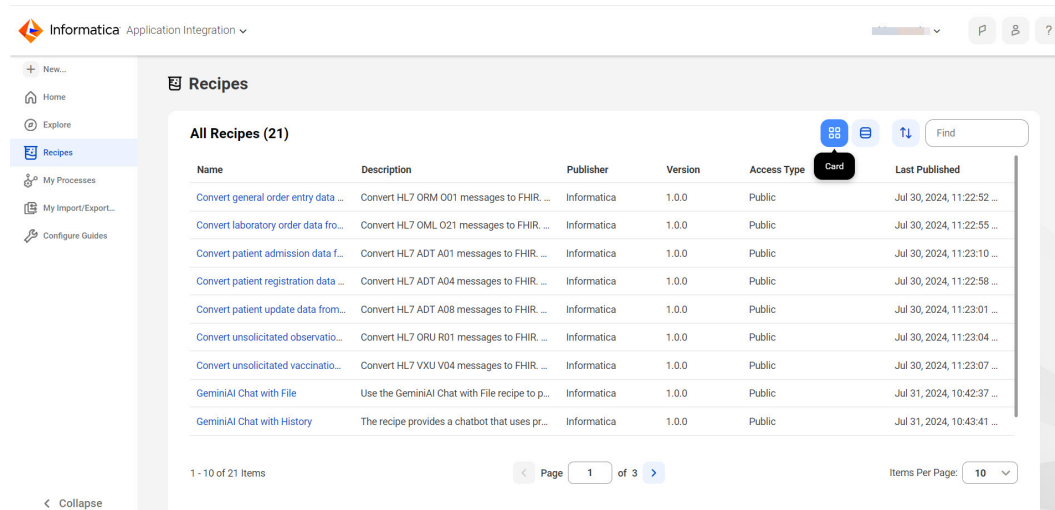 Informatica Application Integration
?
New...
Home
Explore
Recipes
My Processes
My Import/Export...
Configure Guides
Collapse
Recipes
All Recipes (21)
Find
Card
Name Description Publisher Version Access Type Last Published
Convert general order entry data ... Convert HL7 ORM O01 messages to FHIR. ... Informatica 1.0.0 Public Jul 30, 2024, 11:22:52 ...
Convert laboratory order data fro... Convert HL7 OML O21 messages to FHIR. ... Informatica 1.0.0 Public Jul 30, 2024, 11:22:55 ...
Convert patient admission data f... Convert HL7 ADT A01 messages to FHIR. ... Informatica 1.0.0 Public Jul 30, 2024, 11:23:10 ...
Convert patient registration data ... Convert HL7 ADT A04 messages to FHIR. ... Informatica 1.0.0 Public Jul 30, 2024, 11:22:58 ...
Convert patient update data from... Convert HL7 ADT A08 messages to FHIR. ... Informatica 1.0.0 Public Jul 30, 2024, 11:23:01 ...
Convert unsolicitated observatio... Convert HL7 ORU R01 messages to FHIR. ... Informatica 1.0.0 Public Jul 30, 2024, 11:23:04 ...
Convert unsolicitated vaccinatio... Convert HL7 VXU V04 messages to FHIR. ... Informatica 1.0.0 Public Jul 30, 2024, 11:23:07 ...
GeminiAI Chat with File Use the GeminiAI Chat with File recipe to p... Informatica 1.0.0 Public Jul 31, 2024, 10:42:37 ...
GeminiAI Chat with History The recipe provides a chatbot that uses pr... Informatica 1.0.0 Public Jul 31, 2024, 10:43:41 ...
1 - 10 of 21 Items Page 1 of 3 Items Per Page: 10